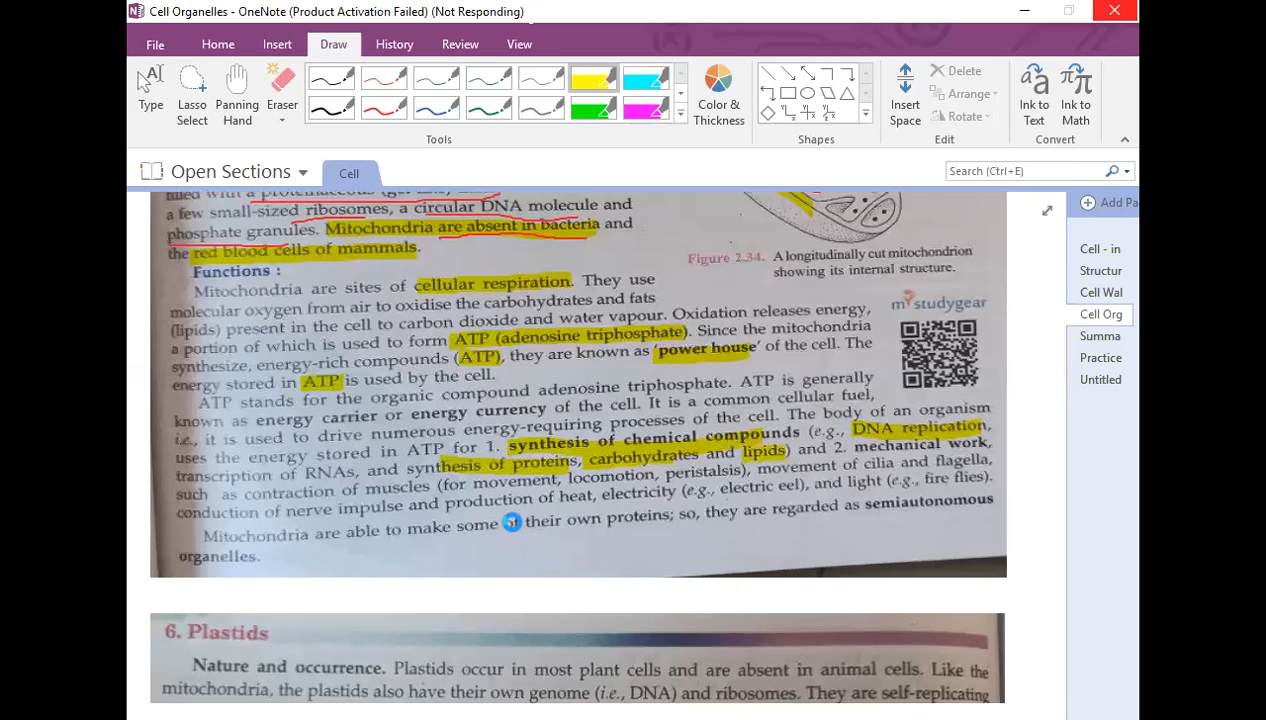 Cell Organelles - OneNote (Product Activation Failed) (Not Responding)
File Home Insert Draw History Review View
Type
Lasso Select
Panning Hand
Eraser
Color & Thickness
Insert Space
Delete
Arrange
Rotate
Ink to Text
Ink to Math
Tools
Shapes
Edit
Convert
Open Sections
Cell
Search (Ctrl+E)
a few small-sized ribosomes, a circular DNA molecule and
phosphate granules. Mitochondria are absent in bacteria and
the red blood cells of mammals.
Functions :
Mitochondria are sites of cellular respiration. They use
molecular oxygen from air to oxidise the carbohydrates and fats
(lipids) present in the cell to carbon dioxide and water vapour. Oxidation releases energy,
a portion of which is used to form ATP (adenosine triphosphate). Since the mitochondria
synthesize, energy-rich compounds (ATP), they are known as 'power house' of the cell. The
energy stored in ATP is used by the cell.
ATP stands for the organic compound adenosine triphosphate. ATP is generally
known as energy carrier or energy currency of the cell. It is a common cellular fuel,
i.e., it is used to drive numerous energy-requiring processes of the cell. The body of an organism
uses the energy stored in ATP for 1. synthesis of chemical compounds (e.g., DNA replication,
transcription of RNAs, and synthesis of proteins, carbohydrates and lipids) and 2. mechanical work,
such as contraction of muscles (for movement, locomotion, peristalsis), movement of cilia and flagella,
conduction of nerve impulse and production of heat, electricity (e.g., electric eel), and light (e.g., fire flies).
Mitochondria are able to make some of their own proteins; so, they are regarded as semiautonomous
organelles.
Figure 2.34. A longitudinally cut mitochondrion
showing its internal structure.
mystudygear
6. Plastids
Nature and occurrence. Plastids occur in most plant cells and are absent in animal cells. Like the
mitochondria, the plastids also have their own genome (i.e., DNA) and ribosomes. They are self-replicating
Add Pa
Cell - in
Structur
Cell Wal
Cell Org
Summa
Practice
Untitled